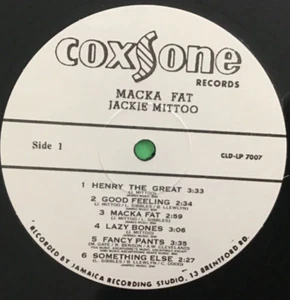 coxsone
RECORDS
MACKA FAT
JACKIE MITTOO
Side 1
CLD-LP 7007
1 HENRY THE GREAT 3:33
2 GOOD FEELING 2:34
3 MACKA FAT 2:59
4 LAZY BONES 3:06
5 FANCY PANTS 3:35
6 SOMETHING ELSE 2:27
RECORDED BY JAMAICA RECORDING STUDIO, 13 BRENTFORD RD.